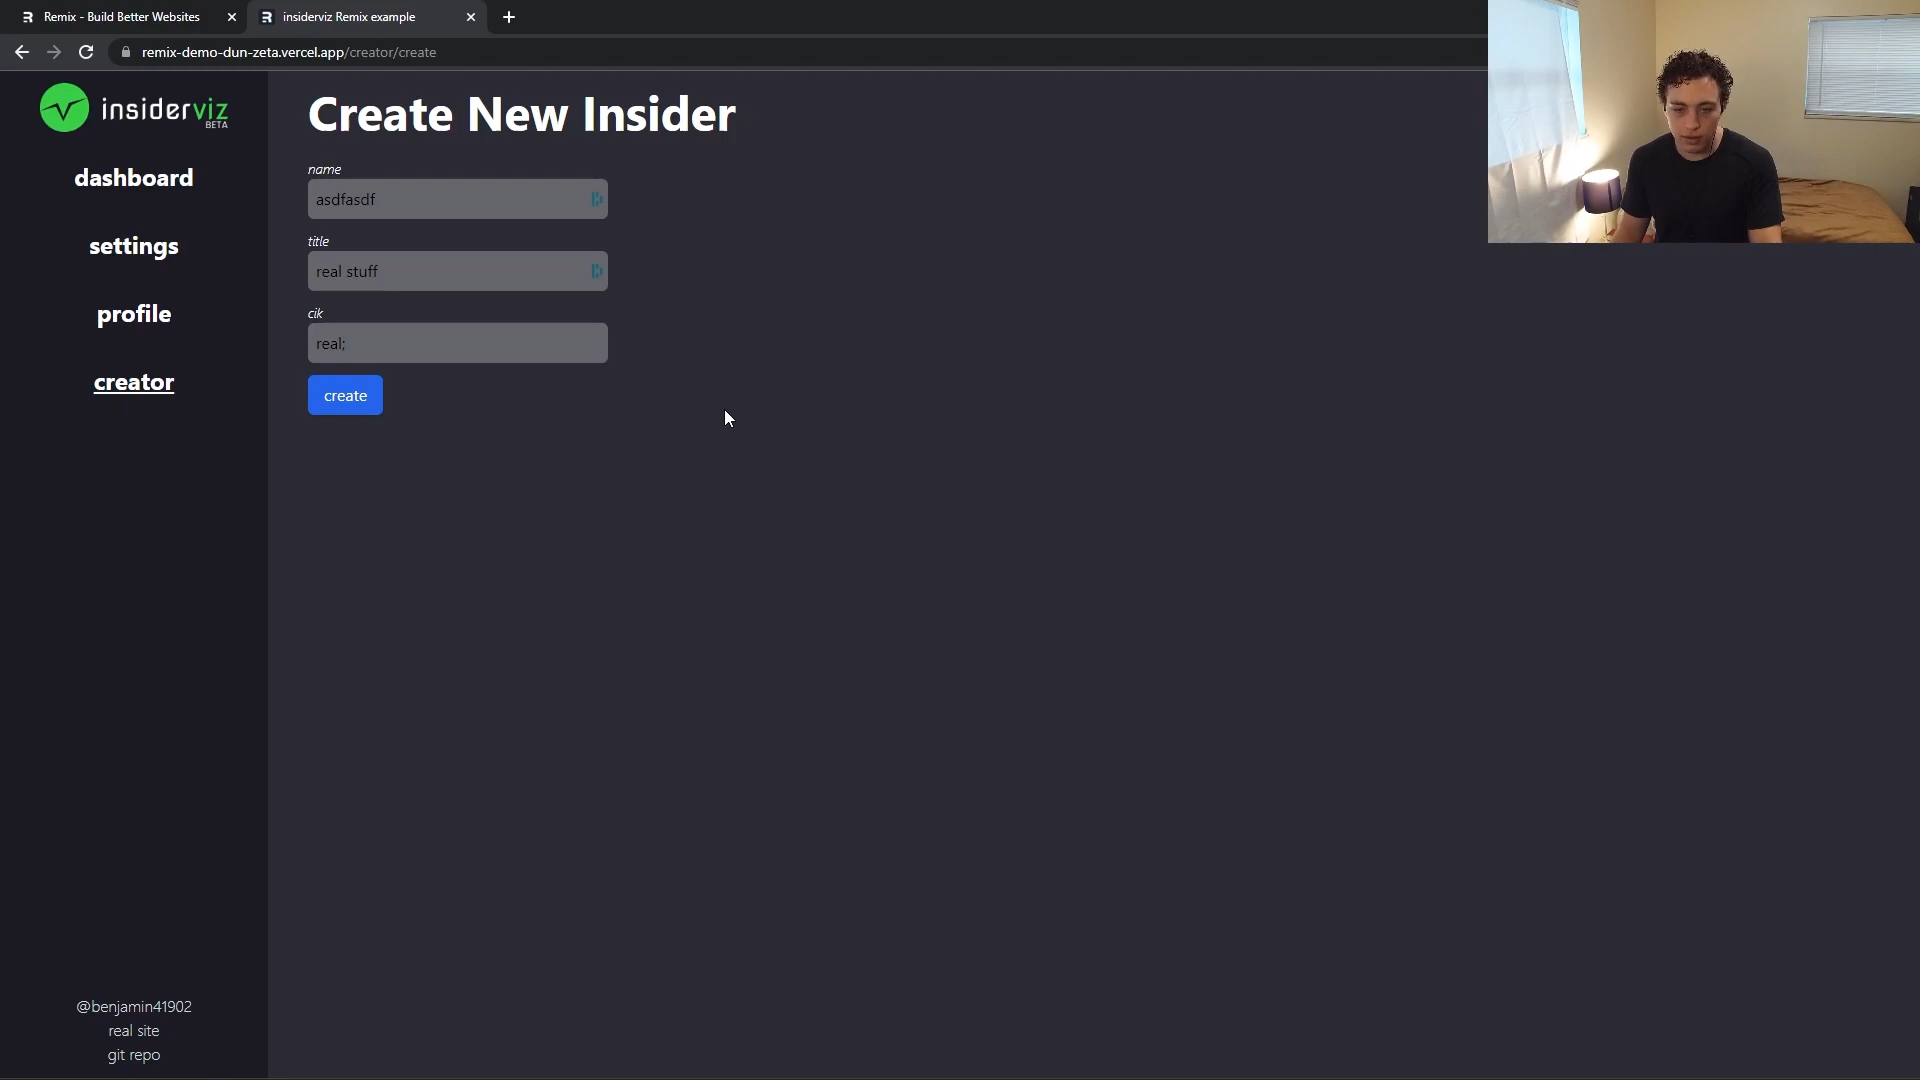 Remix - Build Better Websites
insiderviz Remix example
remix-demo-dun-zeta.vercel.app/creator/create
insiderviz
BETA
dashboard
settings
profile
creator
@benjamin41902
real site
git repo
Create New Insider
name
asdfasdf
title
real stuff
cik
real;
create